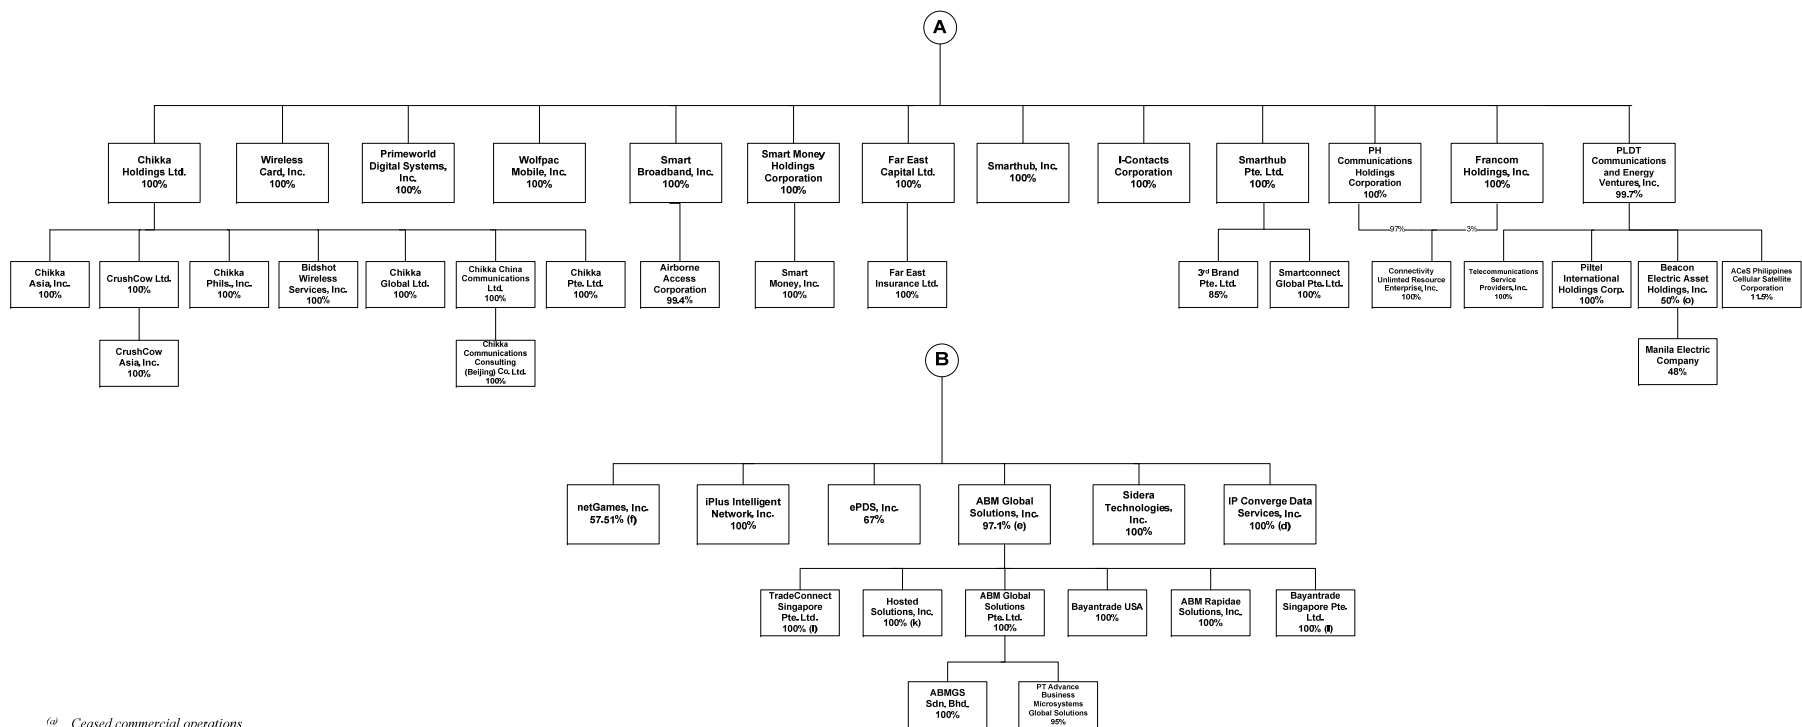 A
Chikka
Holdings Ltd.
100%
Wireless
Card, Inc.
100%
Primeworld
Digital Systems,
Inc.
100%
Wolfpac
Mobile, Inc.
100%
Smart
Broadband, Inc.
100%
Smart Money
Holdings
Corporation
100%
Far East
Capital Ltd.
100%
Smarthub, Inc.
100%
I-Contacts
Corporation
100%
Smarthub
Pte. Ltd.
100%
PH
Communications
Holdings
Corporation
100%
Francom
Holdings, Inc.
100%
PLDT
Communications
and Energy
Ventures, Inc.
99.7%
97%
3%
Chikka
Asia, Inc.
100%
CrushCow Ltd.
100%
Chikka
Phils., Inc.
100%
Bidshot
Wireless
Services, Inc.
100%
Chikka
Global Ltd.
100%
Chikka China
Communications
Ltd.
100%
Chikka
Pte. Ltd.
100%
Airborne
Access
Corporation
99.4%
Smart
Money, Inc.
100%
Far East
Insurance Ltd.
100%
3rd Brand
Pte. Ltd.
85%
Smartconnect
Global Pte. Ltd.
100%
Connectivity
Unlimted Resource
Enterprise, Inc.
100%
Telecommunications
Service
Providers, Inc.
100%
Piltel
International
Holdings Corp.
100%
Beacon
Electric Asset
Holdings, Inc.
50% (o)
ACeS Philippines
Cellular Satellite
Corporation
11.5%
CrushCow
Asia, Inc.
100%
Chikka
Communications
Consulting
(Beijing) Co. Ltd.
100%
Manila Electric
Company
48%
B
netGames, Inc.
57.51% (f)
iPlus Intelligent
Network, Inc.
100%
ePDS, Inc.
67%
ABM Global
Solutions, Inc.
97.1% (e)
Sidera
Technologies,
Inc.
100%
IP Converge Data
Services, Inc.
100% (d)
TradeConnect
Singapore
Pte. Ltd.
100% (l)
Hosted
Solutions, Inc.
100% (k)
ABM Global
Solutions
Pte. Ltd.
100%
Bayantrade USA
100%
ABM Rapidae
Solutions, Inc.
100%
Bayantrade
Singapore Pte.
Ltd.
100% (l)
ABMGS
Sdn. Bhd.
100%
PT Advance
Business
Microsystems
Global Solutions
95%
(a) Ceased commercial operations